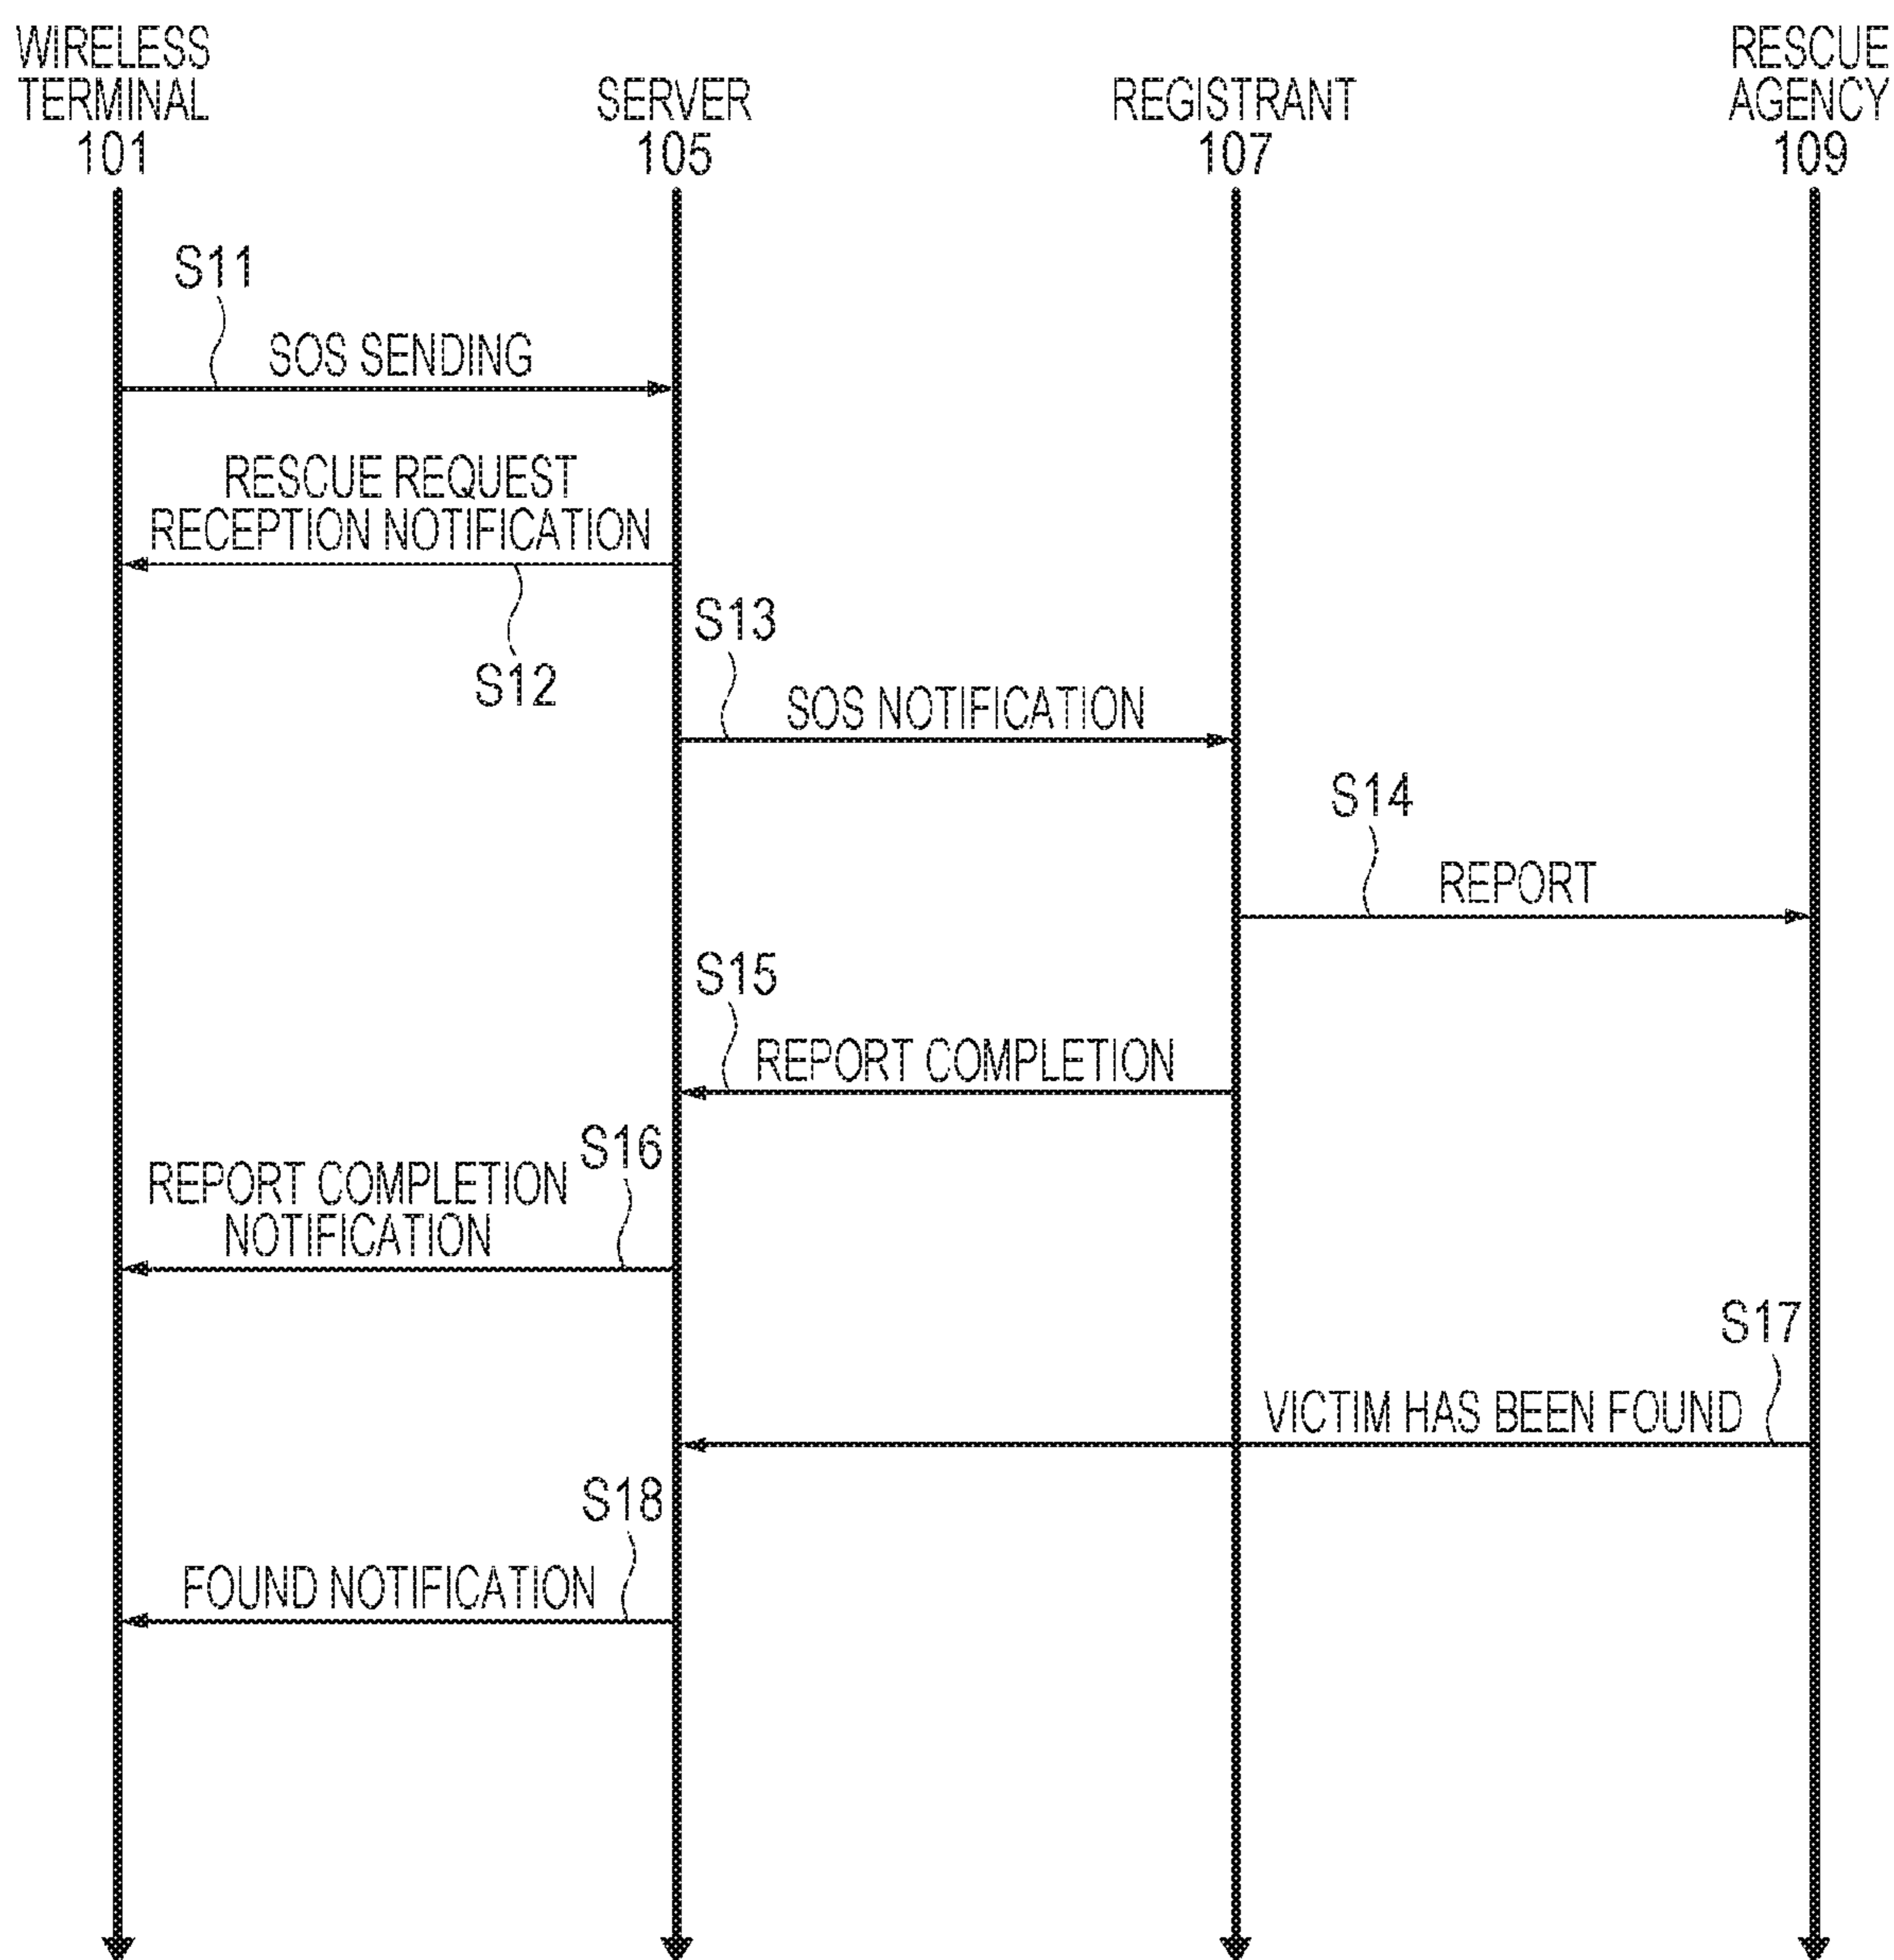 WIRELESS
TERMINAL
101
SERVER
105
REGISTRANT
107
RESCUE
AGENCY
109
S11
SOS SENDING
RESCUE REQUEST
RECEPTION NOTIFICATION
S12
S13
SOS NOTIFICATION
S14
REPORT
S15
REPORT COMPLETION
S16
REPORT COMPLETION
NOTIFICATION
S17
VICTIM HAS BEEN FOUND
S18
FOUND NOTIFICATION